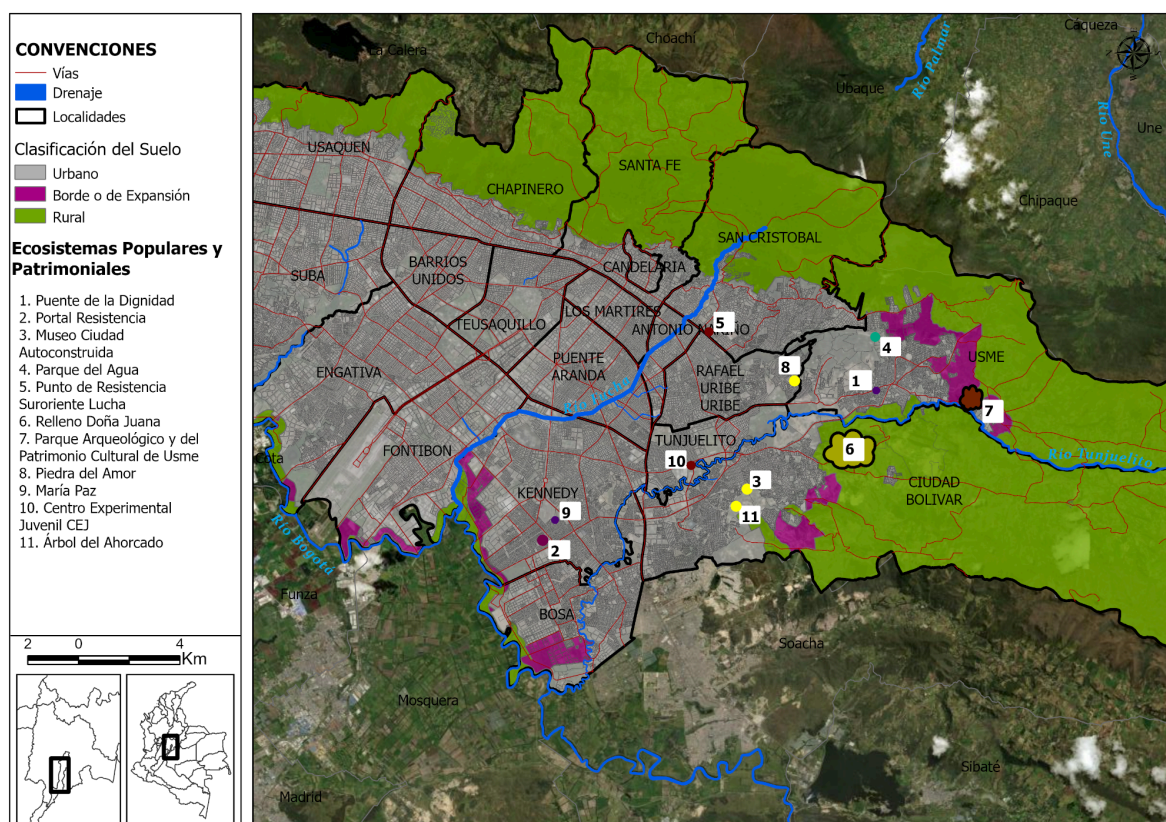 CONVENCIONES
Vías
Drenaje
Localidades
Clasificación del Suelo
Urbano
Borde o de Expansión
Rural
Ecosistemas Populares y
Patrimoniales
1. Puente de la Dignidad
2. Portal Resistencia
3. Museo Ciudad
Autoconstruida
4. Parque del Agua
5. Punto de Resistencia
Suroriente Lucha
6. Relleno Doña Juana
7. Parque Arqueológico y del
Patrimonio Cultural de Usme
8. Piedra del Amor
9. María Paz
10. Centro Experimental
Juvenil CEJ
11. Árbol del Ahorcado
2 0 4
Km
La Calera
Choachi
Cáqueza
Ubaque
Río Palmar
Río Une
Une
Chipaque
USAQUEN
CHAPINERO
SANTA FE
SAN CRISTOBAL
SUBA
BARRIOS
UNIDOS
CANDELARIA
TEUSAQUILLO
LOS MARTIRES
ANTONIO NARIÑO
5
4
ENGATIVA
PUENTE
ARANDA
RAFAEL
URIBE
URIBE
8
1
USME
7
Río Fucha
FONTIBON
TUNJUELITO
10
6
Río Tunjuelito
CIUDAD
BOLIVAR
Cota
Río Bogotá
KENNEDY
9
2
3
11
Funza
BOSA
Soacha
Mosquera
Sibaté
Madrid